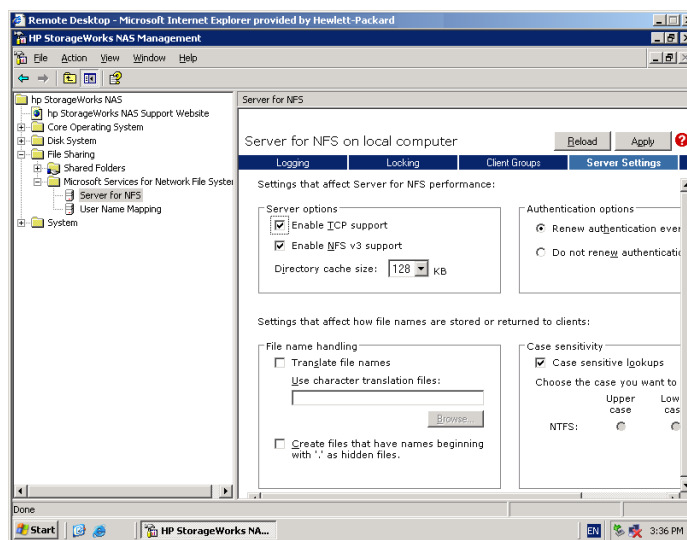 Remote Desktop - Microsoft Internet Explorer provided by Hewlett-Packard
HP StorageWorks NAS Management
File Action View Window Help
hp StorageWorks NAS
hp StorageWorks NAS Support Website
Core Operating System
Disk System
File Sharing
Shared Folders
Microsoft Services for Network File Syster
Server for NFS
User Name Mapping
System
Server for NFS
Server for NFS on local computer
Reload Apply ?
Logging Locking Client Groups Server Settings
Settings that affect Server for NFS performance:
Server options
Enable TCP support
Enable NFS v3 support
Directory cache size: 128 KB
Authentication options
Renew authentication ever
Do not renew authenticatio
Settings that affect how file names are stored or returned to clients:
File name handling
Translate file names
Use character translation files:
Browse...
Create files that have names beginning
with '.' as hidden files.
Case sensitivity
Case sensitive lookups
Choose the case you want to
Upper case
Low cas
NTFS:
Done
Start
HP StorageWorks NA...
EN
3:36 PM